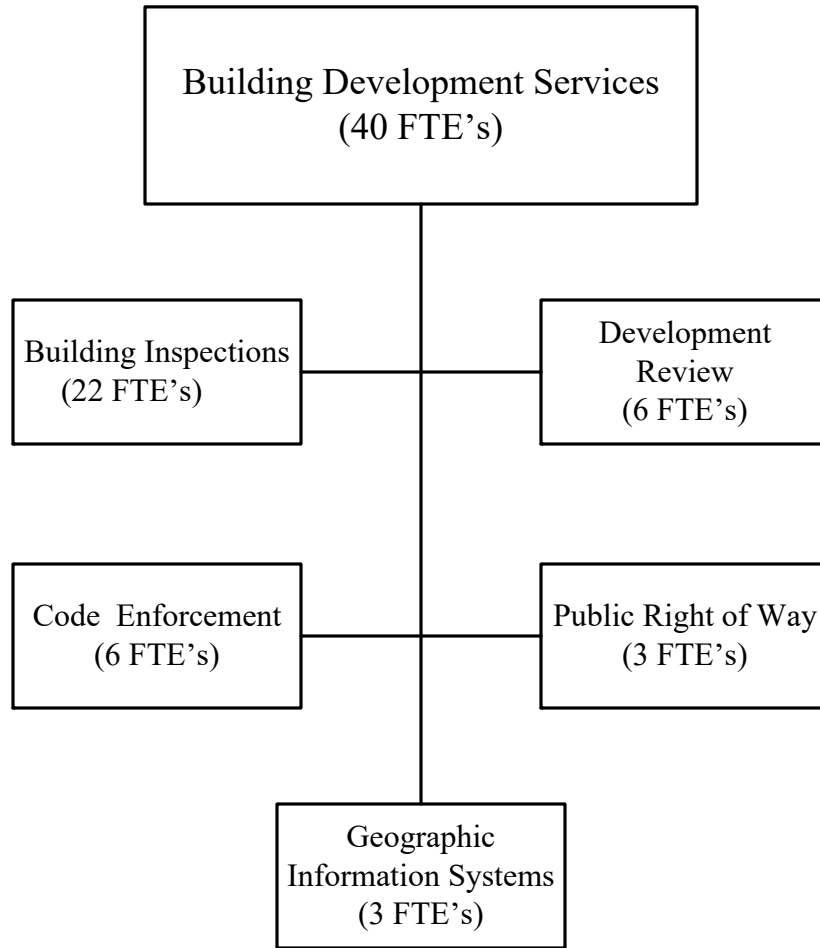 Building Development Services
(40 FTE’s)
Building Inspections
(22 FTE’s)
Development
Review
(6 FTE’s)
Code Enforcement
(6 FTE’s)
Public Right of Way
(3 FTE’s)
Geographic
Information Systems
(3 FTE’s)